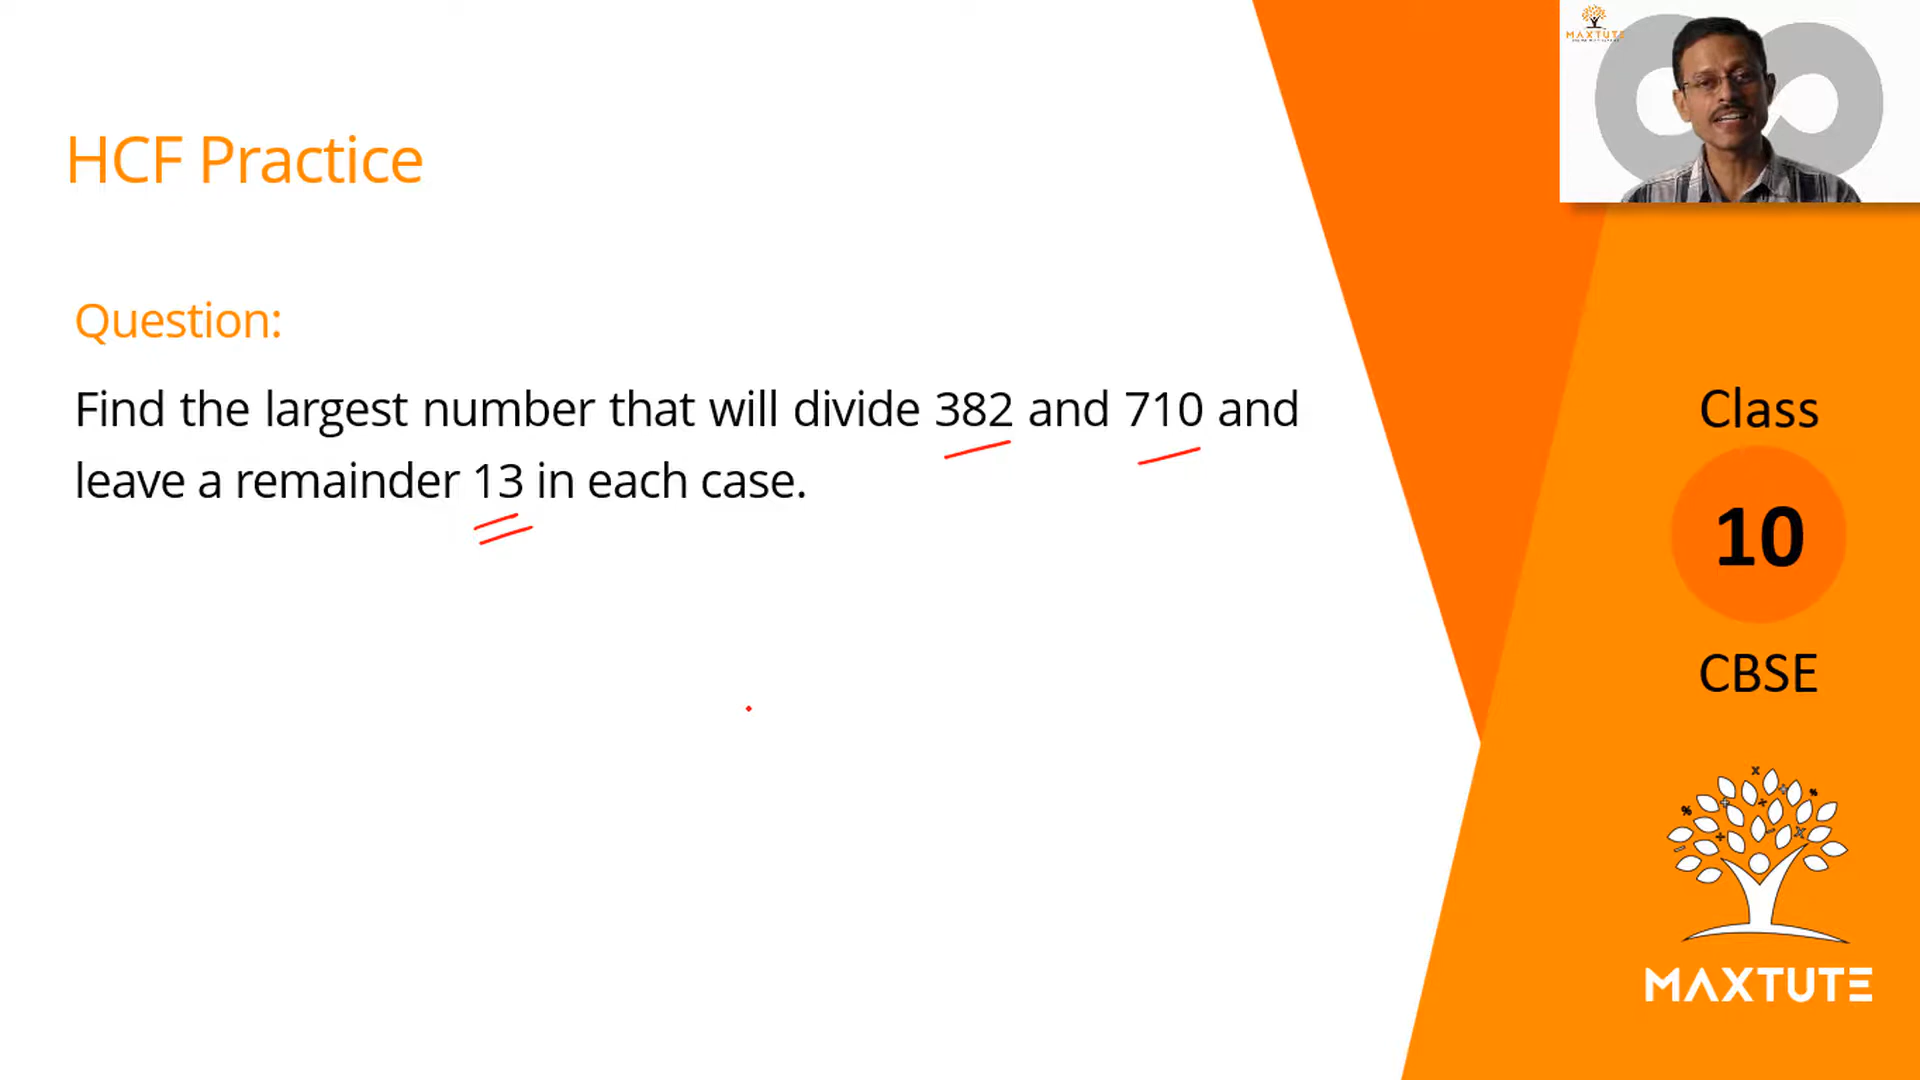 HCF Practice
Question:
Find the largest number that will divide 382 and 710 and
leave a remainder 13 in each case.
MAXTUTE
Class
10
CBSE
MAXTUTE